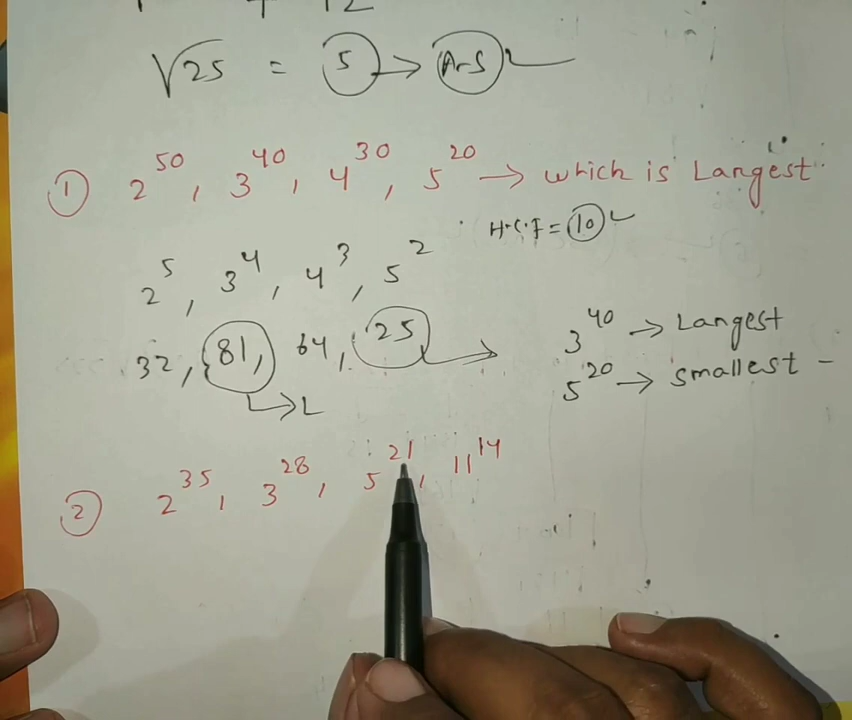 √25 = 5 → Ans
① 2^50, 3^40, 4^30, 5^20 → which is Largest
H.C.F = 10
2^5, 3^4, 4^3, 5^2
32, 81, 64, 25
3^40 → Largest
5^20 → smallest
→ L
② 2^35, 3^28, 5^21, 11^14